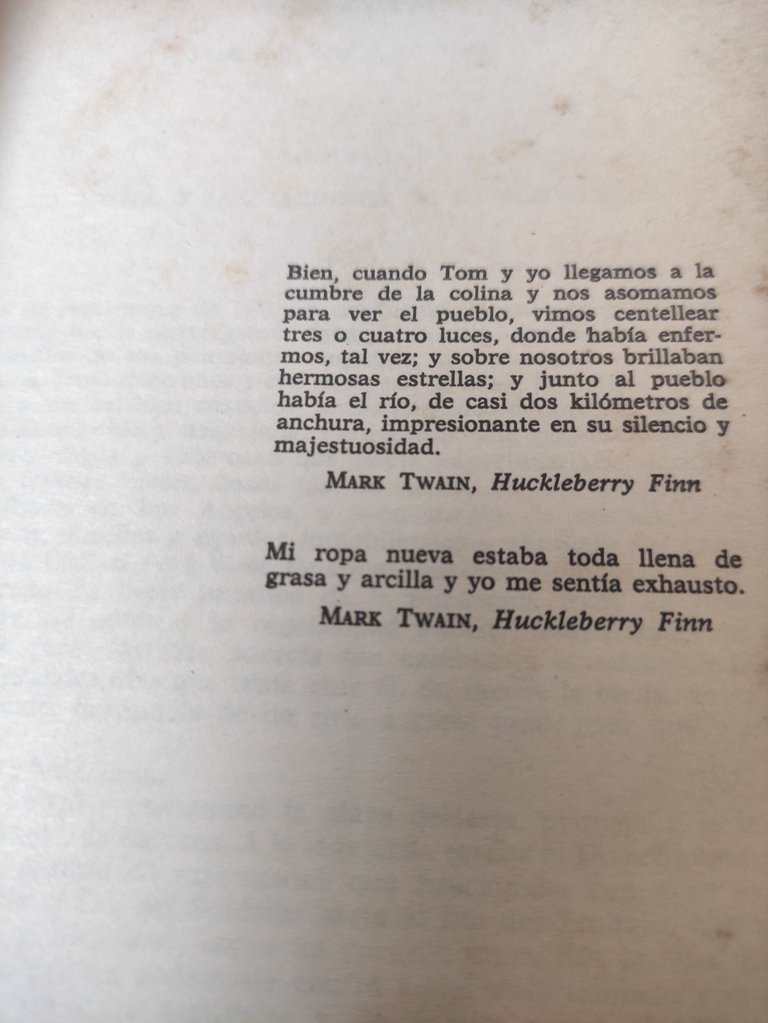 Bien, cuando Tom y yo llegamos a la
cumbre de la colina y nos asomamos
para ver el pueblo, vimos centellear
tres o cuatro luces, donde había enfer-
mos, tal vez; y sobre nosotros brillaban
hermosas estrellas; y junto al pueblo
había el río, de casi dos kilómetros de
anchura, impresionante en su silencio y
majestuosidad.
MARK TWAIN, Huckleberry Finn
Mi ropa nueva estaba toda llena de
grasa y arcilla y yo me sentía exhausto.
MARK TWAIN, Huckleberry Finn